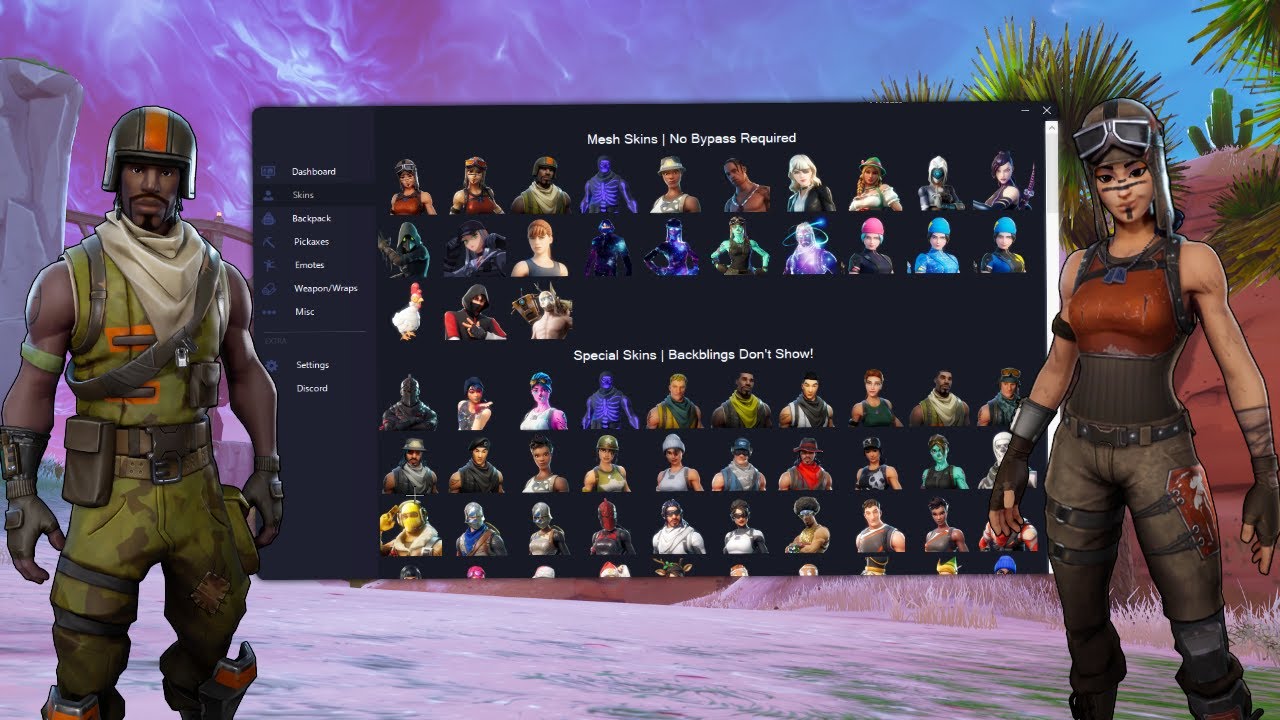 Mesh Skins | No Bypass Required
Dashboard
Skins
Backpack
Pickaxes
Emotes
Weapon/Wraps
Misc
EXTRA
Special Skins | Backblings Don't Show!
Settings
Discord